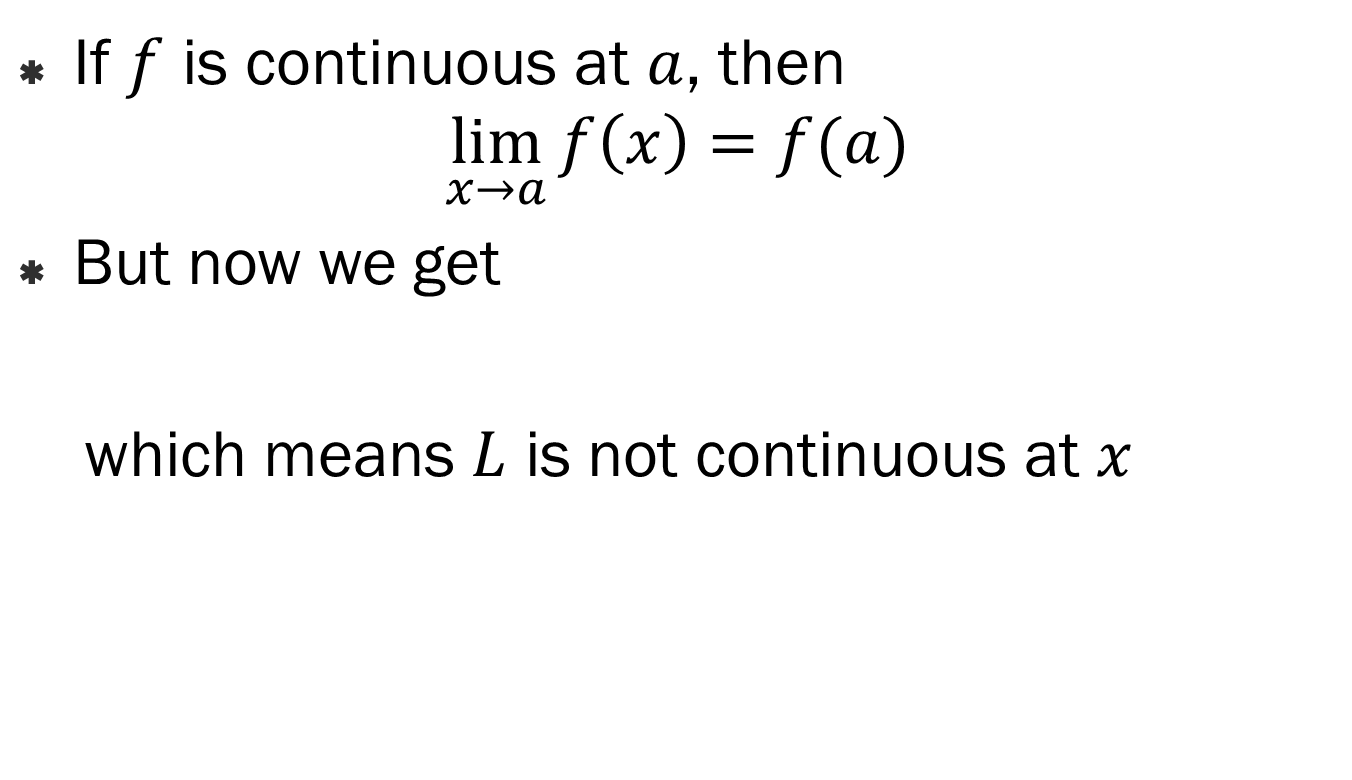 ✱ If 𝑓 is continuous at 𝑎, then
lim 𝑓(𝑥) = 𝑓(𝑎)
𝑥→𝑎
✱ But now we get
which means 𝐿 is not continuous at 𝑥